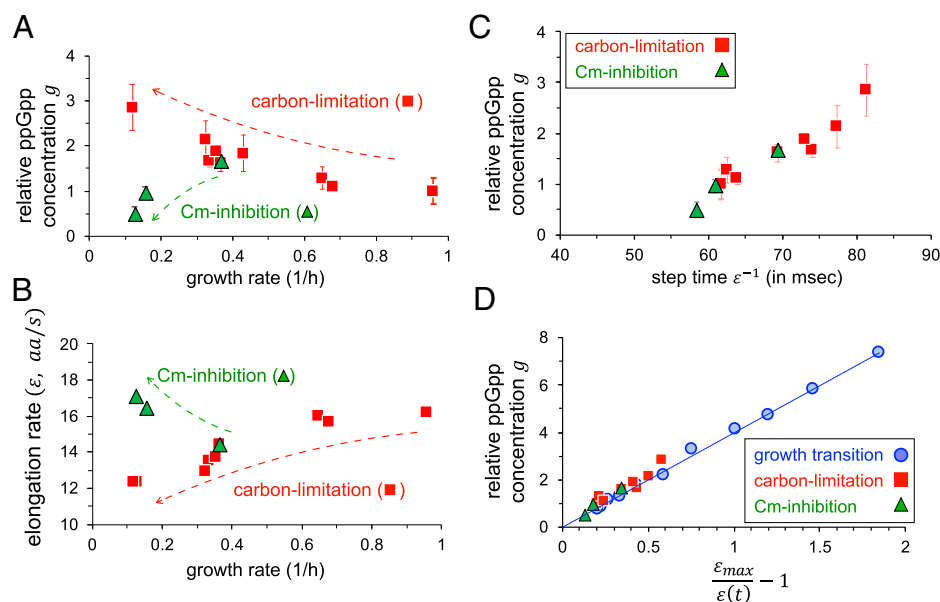 A
relative ppGpp
concentration g
4
3
2
1
0
carbon-limitation (■)
Cm-inhibition (▲)
0
0.2
0.4
0.6
0.8
1
growth rate (1/h)
B
elongation rate (ε, aa/s)
20
18
16
14
12
10
Cm-inhibition (▲)
carbon-limitation (■)
0
0.2
0.4
0.6
0.8
1
growth rate (1/h)
C
relative ppGpp
concentration g
4
3
2
1
0
carbon-limitation
Cm-inhibition
40
50
60
70
80
90
step time ε⁻¹ (in msec)
D
relative ppGpp
concentration g
8
6
4
2
0
growth transition
carbon-limitation
Cm-inhibition
0
0.5
1
1.5
2
ε_max/ε(t) − 1